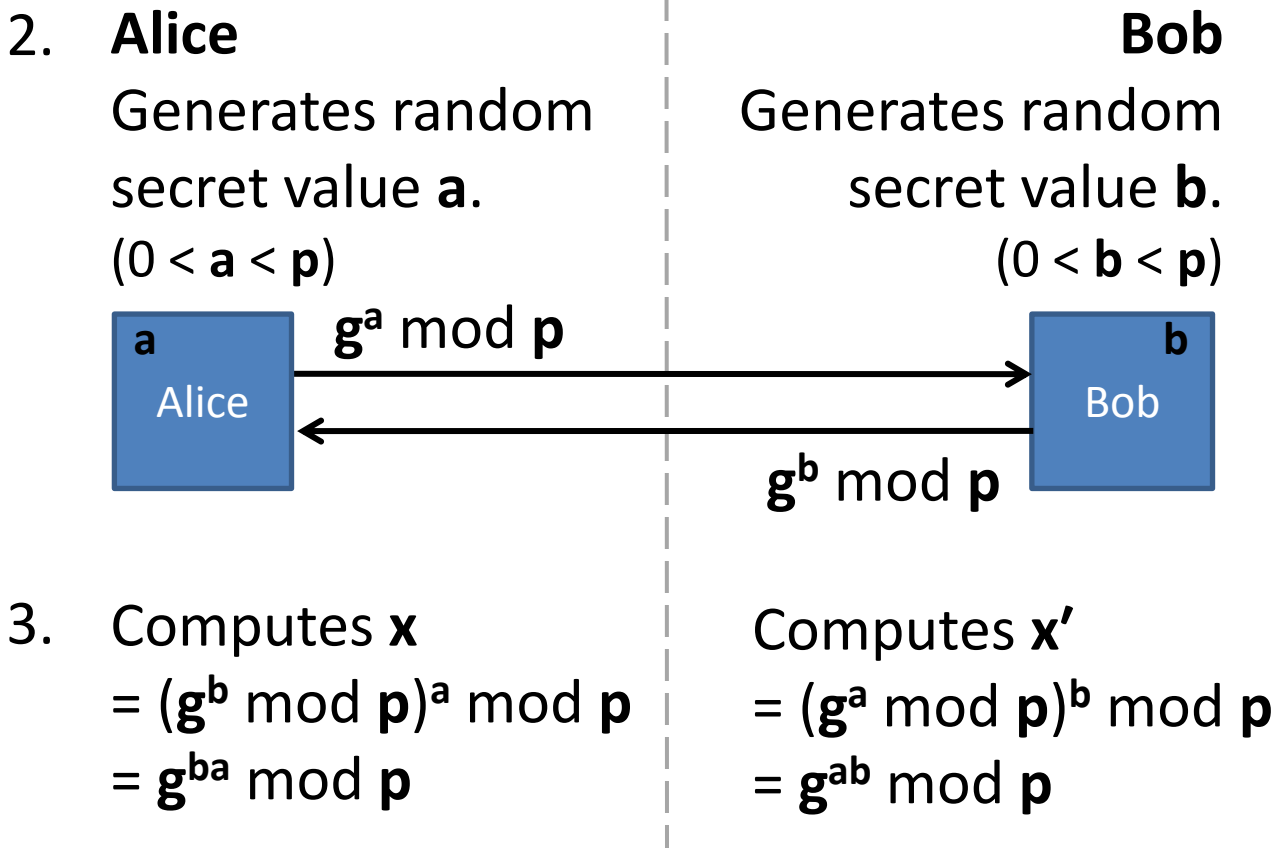 2. Alice
Generates random
secret value a.
(0 < a < p)
Bob
Generates random
secret value b.
(0 < b < p)
a
Alice
gᵃ mod p
b
Bob
gᵇ mod p
3. Computes x
= (gᵇ mod p)ᵃ mod p
= gᵇᵃ mod p
Computes x′
= (gᵃ mod p)ᵇ mod p
= gᵃᵇ mod p